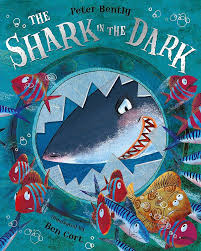 Peter Bently
THE
SHARK IN THE
DARK
Illustrated by
Ben Cort